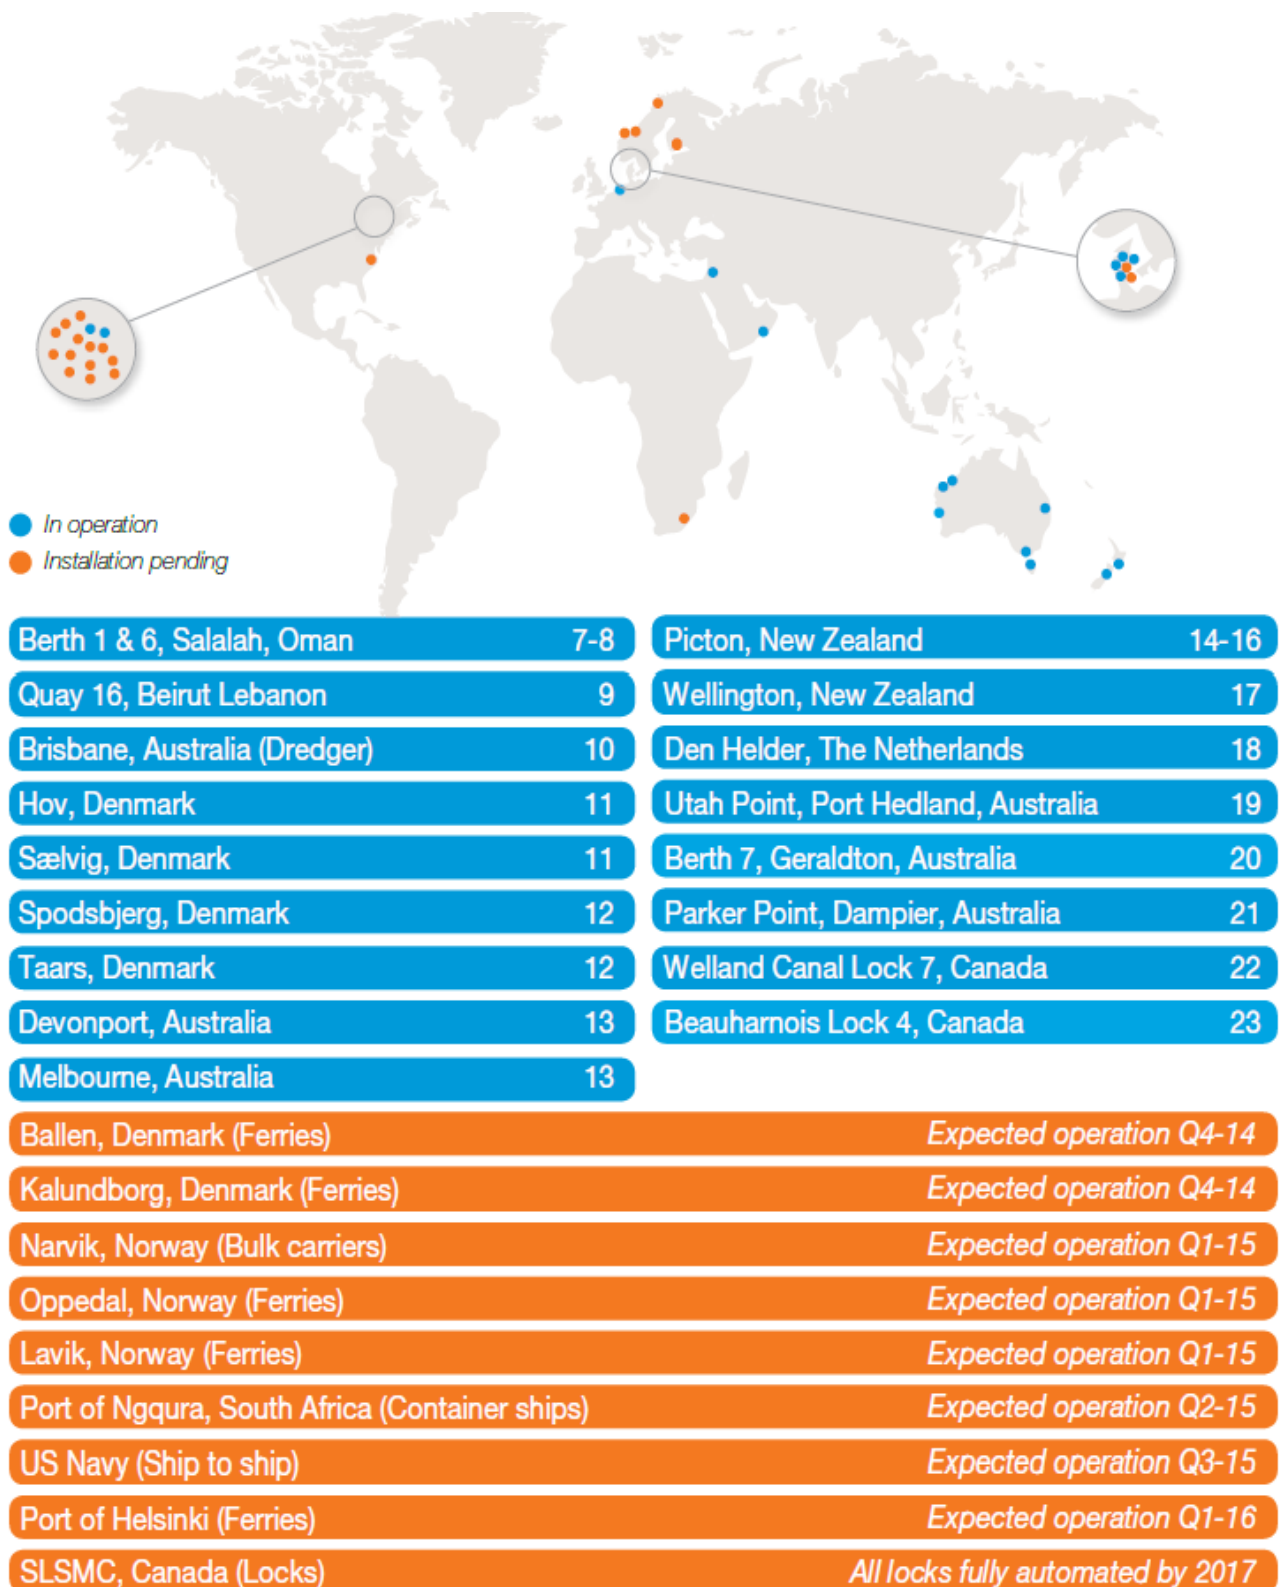 In operation
Installation pending
Berth 1 & 6, Salalah, Oman 7-8
Quay 16, Beirut Lebanon 9
Brisbane, Australia (Dredger) 10
Hov, Denmark 11
Sælvig, Denmark 11
Spodsbjerg, Denmark 12
Taars, Denmark 12
Devonport, Australia 13
Melbourne, Australia 13
Picton, New Zealand 14-16
Wellington, New Zealand 17
Den Helder, The Netherlands 18
Utah Point, Port Hedland, Australia 19
Berth 7, Geraldton, Australia 20
Parker Point, Dampier, Australia 21
Welland Canal Lock 7, Canada 22
Beauharnois Lock 4, Canada 23
Ballen, Denmark (Ferries) Expected operation Q4-14
Kalundborg, Denmark (Ferries) Expected operation Q4-14
Narvik, Norway (Bulk carriers) Expected operation Q1-15
Oppedal, Norway (Ferries) Expected operation Q1-15
Lavik, Norway (Ferries) Expected operation Q1-15
Port of Ngqura, South Africa (Container ships) Expected operation Q2-15
US Navy (Ship to ship) Expected operation Q3-15
Port of Helsinki (Ferries) Expected operation Q1-16
SLSMC, Canada (Locks) All locks fully automated by 2017